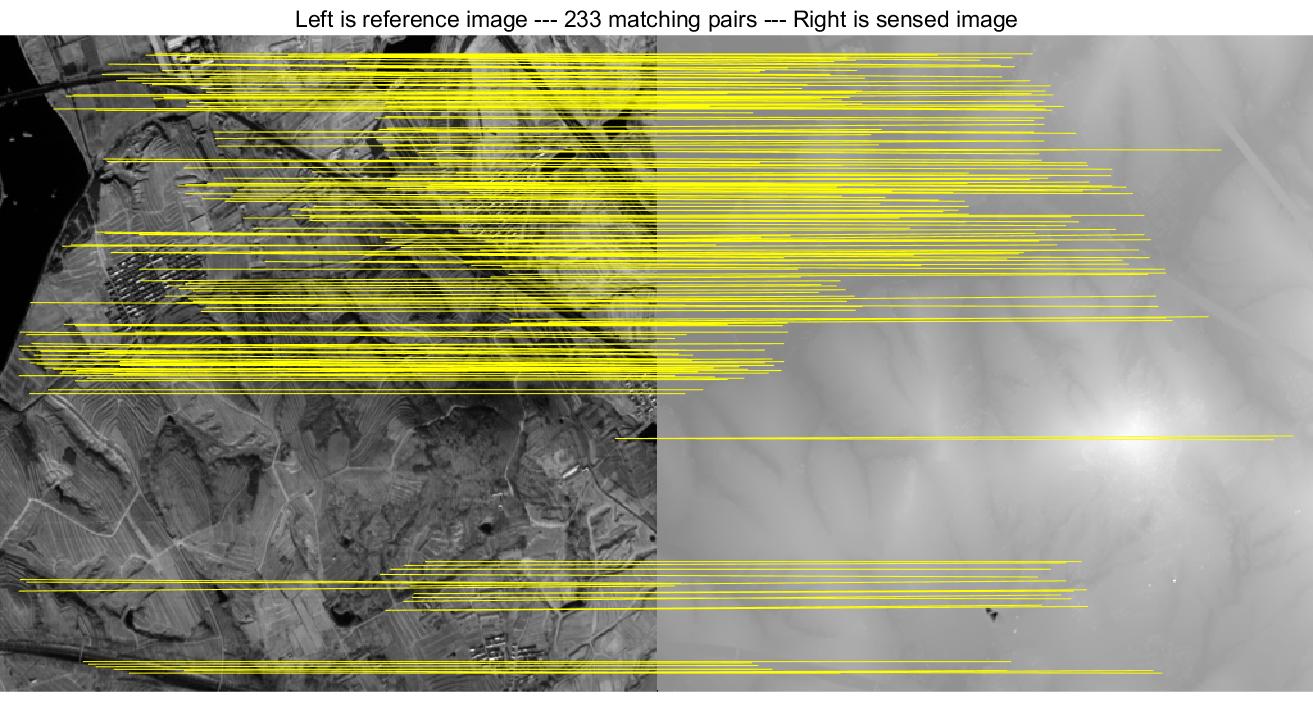 Left is reference image --- 233 matching pairs --- Right is sensed image